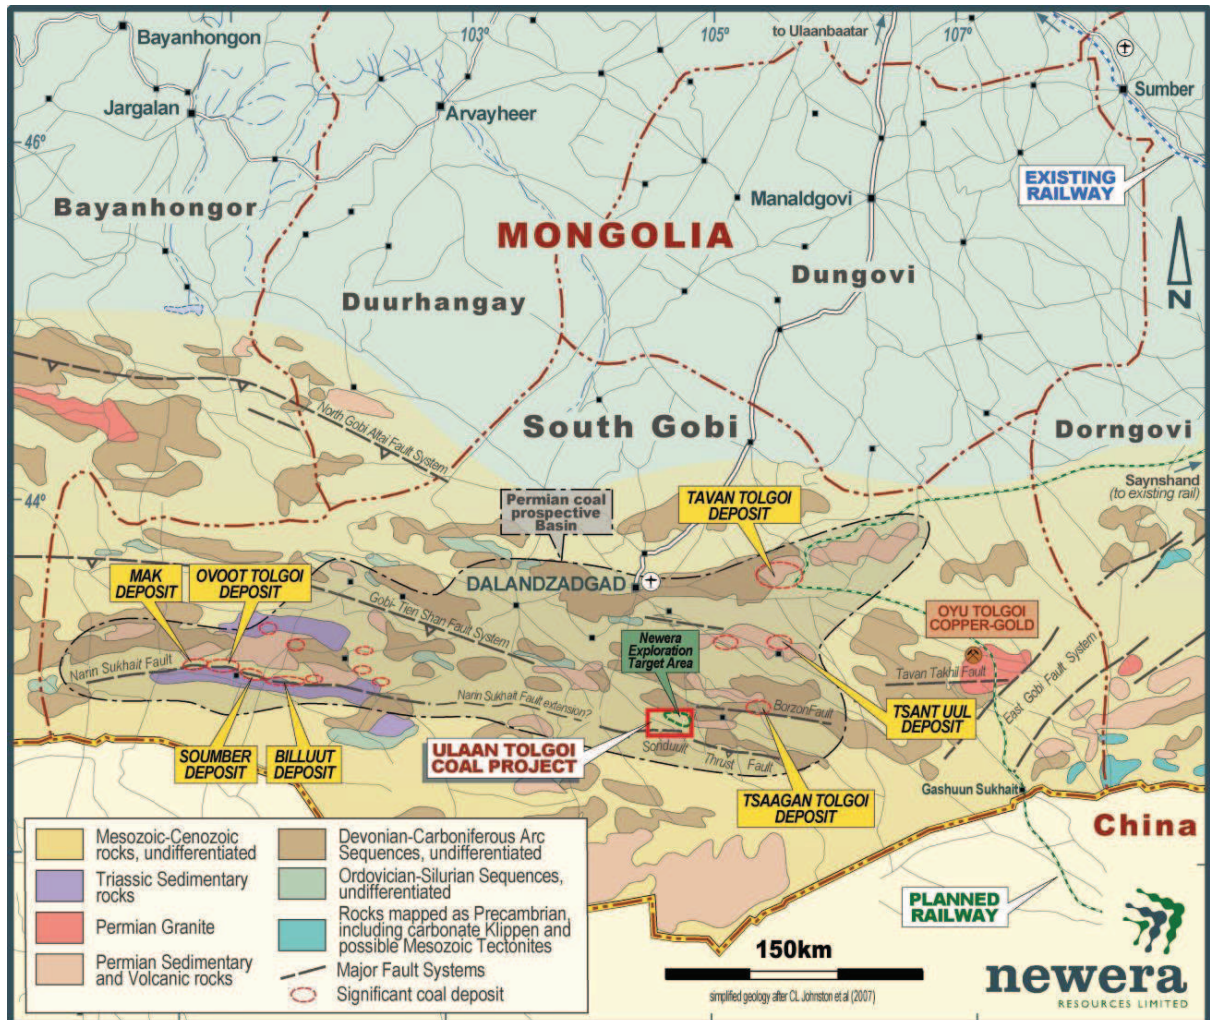 103º
105º
107º
to Ulaanbaatar
Bayanhongon
Jargalan
Arvayheer
Sumber
46º
EXISTING
RAILWAY
Manaldgovi
Bayanhongor
MONGOLIA
Dungovi
Duurhangay
N
North Gobi Altai Fault System
South Gobi
Dorngovi
44º
Saynshand
(to existing rail)
Permian coal
prospective
Basin
TAVAN TOLGOI
DEPOSIT
MAK
DEPOSIT
OVOOT TOLGOI
DEPOSIT
DALANDZADGAD
Gobi-Tien Shan Fault System
OYU TOLGOI
COPPER-GOLD
Newera
Exploration
Target Area
Narin Sukhait Fault
Tavan Takhil Fault
East Gobi Fault System
Narin Sukhait Fault extansion?
Borzon Fault
TSANT UUL
DEPOSIT
SOUMBER
DEPOSIT
BILLUUT
DEPOSIT
ULAAN TOLGOI
COAL PROJECT
Sonduult
Thrust Fault
TSAAGAN TOLGOI
DEPOSIT
Gashuun Sukhait
China
Mesozoic-Cenozoic
rocks, undifferentiated
Triassic Sedimentary
rocks
Permian Granite
Permian Sedimentary
and Volcanic rocks
Devonian-Carboniferous Arc
Sequences, undifferentiated
Ordovician-Silurian Sequences,
undifferentiated
Rocks mapped as Precambrian,
including carbonate Klippen and
possible Mesozoic Tectonites
Major Fault Systems
Significant coal deposit
PLANNED
RAILWAY
150km
simplified geology after CL Johnston et al (2007)
newera
RESOURCES LIMITED